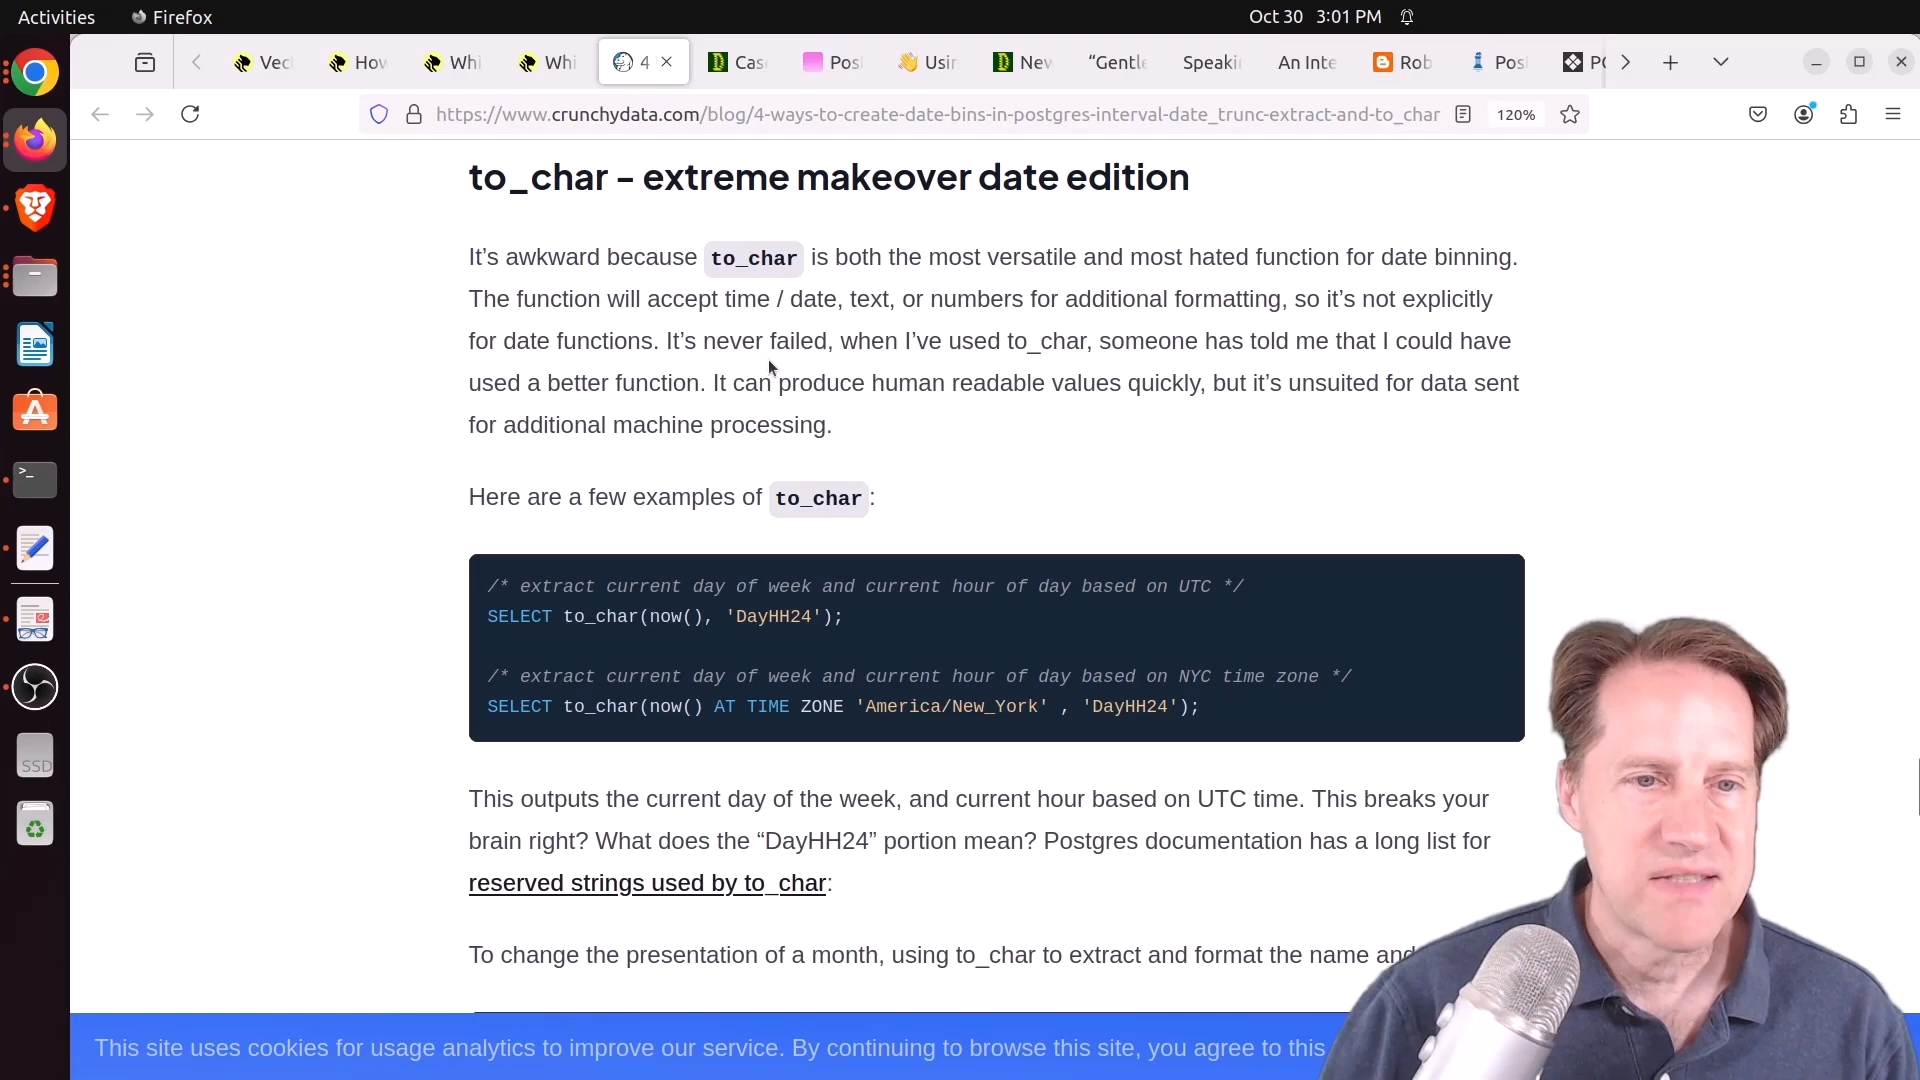 Activities
Firefox
Oct 30 3:01 PM
Vec
How
Whi
Whi
4
Cas
Pos
Usin
New
“Gentle
Speaki
An Inte
Rob
Pos
https://www.crunchydata.com/blog/4-ways-to-create-date-bins-in-postgres-interval-date_trunc-extract-and-to_char
120%
to_char – extreme makeover date edition
It’s awkward because to_char is both the most versatile and most hated function for date binning.
The function will accept time / date, text, or numbers for additional formatting, so it’s not explicitly
for date functions. It’s never failed, when I’ve used to_char, someone has told me that I could have
used a better function. It can produce human readable values quickly, but it’s unsuited for data sent
for additional machine processing.
Here are a few examples of to_char:
/* extract current day of week and current hour of day based on UTC */
SELECT to_char(now(), 'DayHH24');
/* extract current day of week and current hour of day based on NYC time zone */
SELECT to_char(now() AT TIME ZONE 'America/New_York' , 'DayHH24');
This outputs the current day of the week, and current hour based on UTC time. This breaks your
brain right? What does the “DayHH24” portion mean? Postgres documentation has a long list for
reserved strings used by to_char:
To change the presentation of a month, using to_char to extract and format the name and
This site uses cookies for usage analytics to improve our service. By continuing to browse this site, you agree to this
SSD